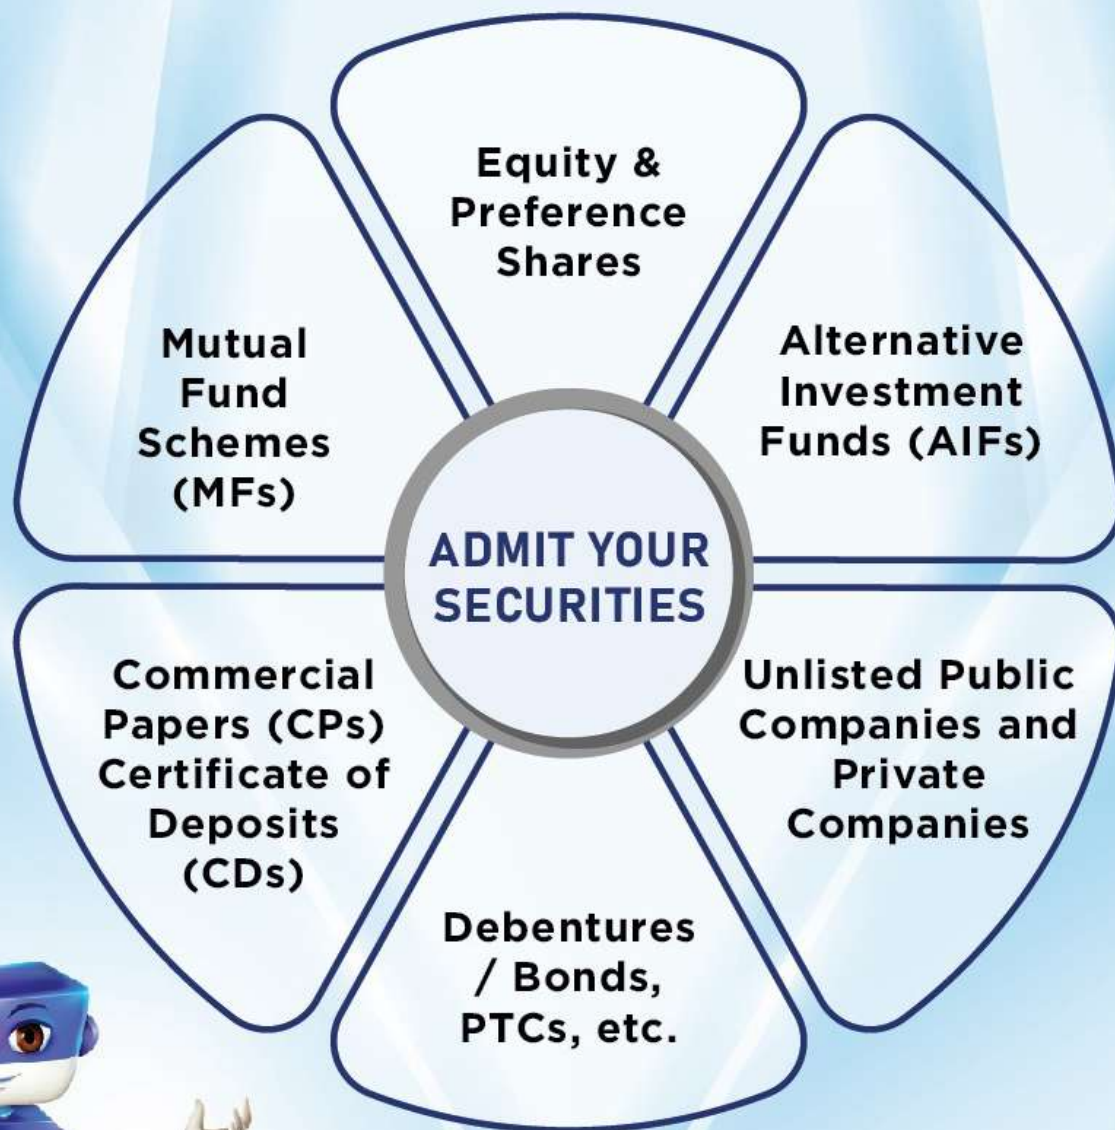 Equity &
Preference
Shares
Alternative
Investment
Funds (AIFs)
Unlisted Public
Companies and
Private
Companies
Debentures
/ Bonds,
PTCs, etc.
Commercial
Papers (CPs)
Certificate of
Deposits
(CDs)
Mutual
Fund
Schemes
(MFs)
ADMIT YOUR
SECURITIES